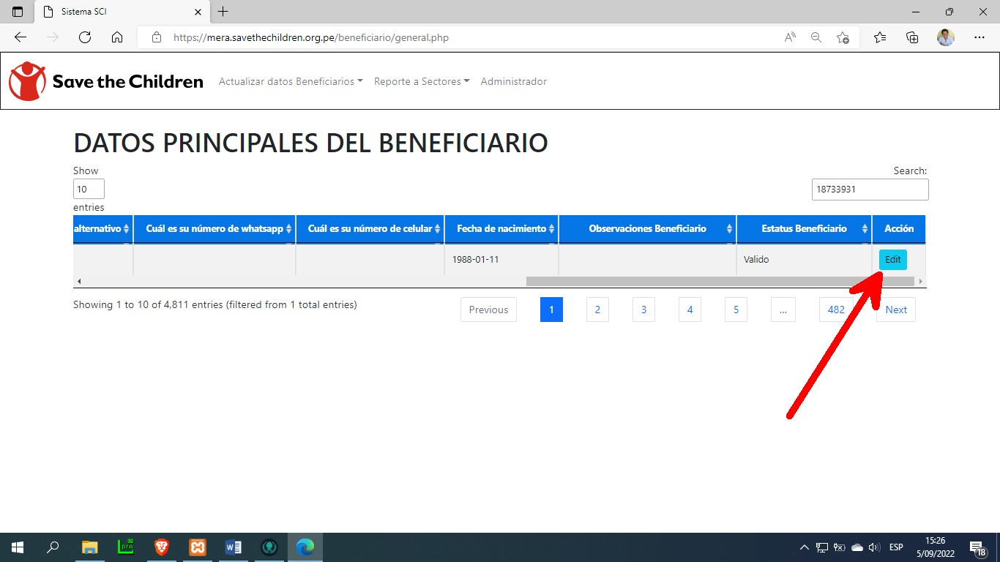 Sistema SCI
https://mera.savethechildren.org.pe/beneficiario/general.php
Save the Children
Actualizar datos Beneficiarios
Reporte a Sectores
Administrador
DATOS PRINCIPALES DEL BENEFICIARIO
Show
10
entries
Search:
18733931
alternativo
Cuál es su número de whatsapp
Cuál es su número de celular
Fecha de nacimiento
Observaciones Beneficiario
Estatus Beneficiario
Acción
1988-01-11
Valido
Edit
Showing 1 to 10 of 4,811 entries (filtered from 1 total entries)
Previous
1
2
3
4
5
...
482
Next
ESP
15:26
5/09/2022
18